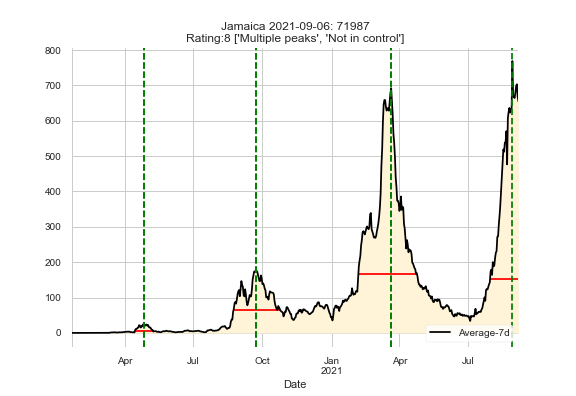 Jamaica 2021-09-06: 71987
Rating:8 ['Multiple peaks', 'Not in control']
800
700
600
500
400
300
200
100
0
Average-7d
Apr Jul Oct Jan Apr Jul
2021
Date